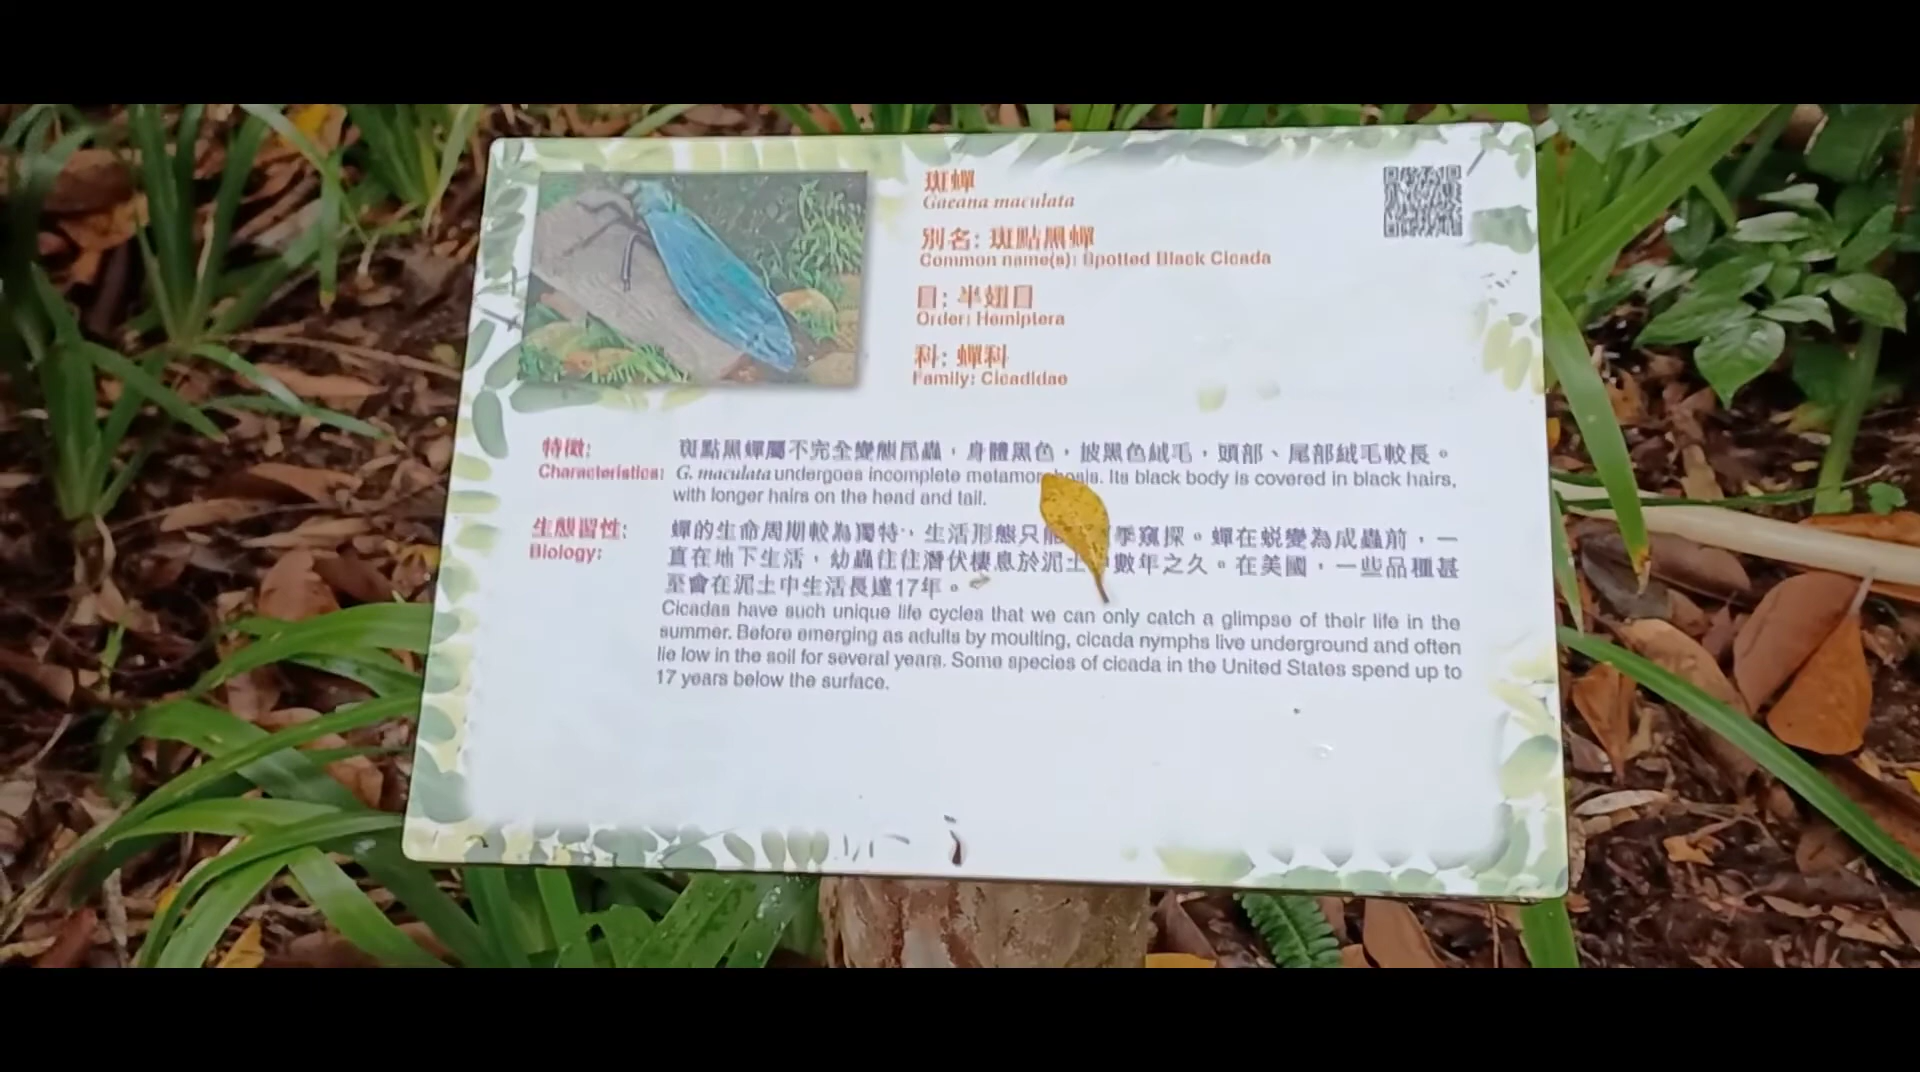 斑蟬
Gaeana maculata
別名: 斑點黑蟬
Common name(s): Spotted Black Cicada
目: 半翅目
Order: Hemiptera
科: 蟬科
Family: Cicadidae
特徵:
斑點黑蟬屬不完全變態昆蟲，身體黑色，披黑色絨毛，頭部、尾部絨毛較長。
Characteristics:
G. maculata undergoes incomplete Its black body is covered in black hairs,
with longer hairs on the head and tail.
生態習性:
蟬的生命周期較為獨特，生活形態只能 季窺探。蟬在蛻變為成蟲前，一
Biology:
直在地下生活，幼蟲往往潛伏棲息於泥土 數年之久。在美國，一些品種甚
至會在泥土中生活長達17年。
Cicadas have such unique life cycles that we can only catch a glimpse of their life in the
summer. Before emerging as adults by moulting, cicada nymphs live underground and often
lie low in the soil for several years. Some species of cicada in the United States spend up to
17 years below the surface.